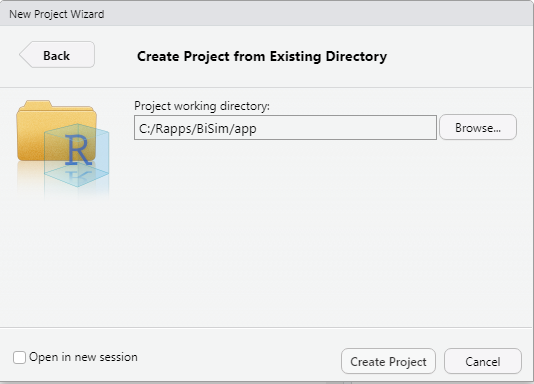 New Project Wizard
Back
Create Project from Existing Directory
Project working directory:
C:/Rapps/BiSim/app
Browse...
R
Open in new session
Create Project
Cancel